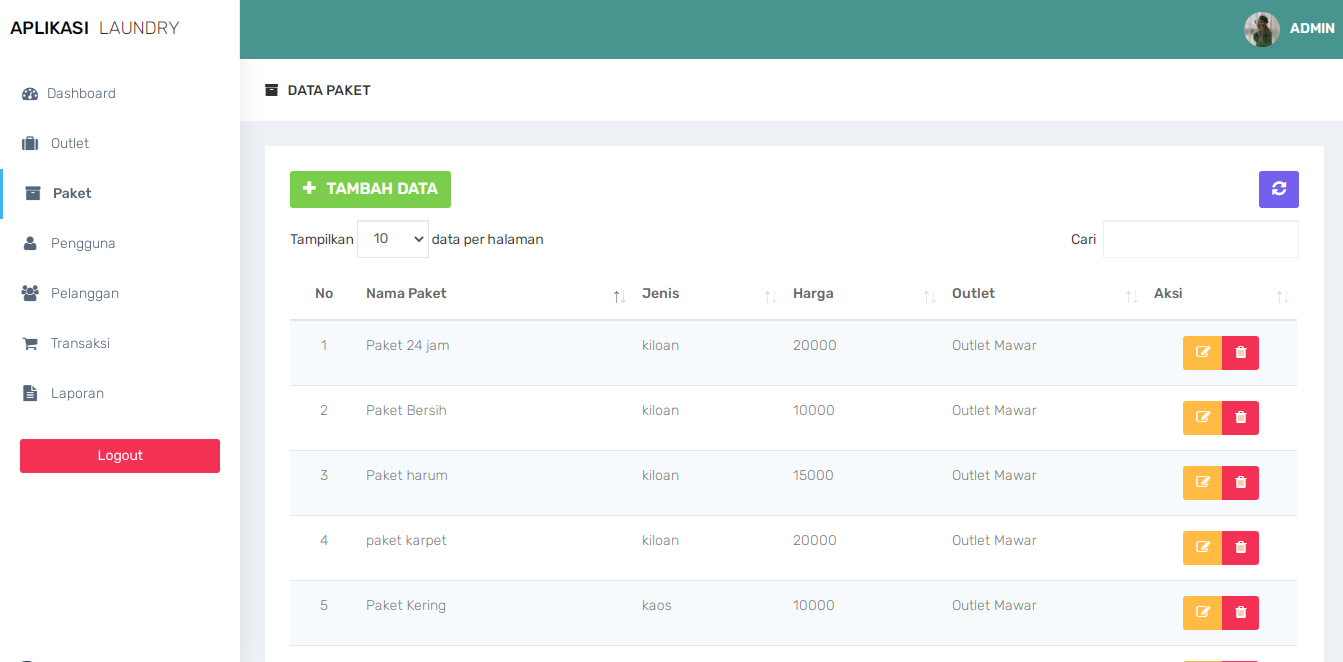 APLIKASI LAUNDRY
ADMIN
Dashboard
Outlet
Paket
Pengguna
Pelanggan
Transaksi
Laporan
Logout
DATA PAKET
TAMBAH DATA
Tampilkan 10 data per halaman
Cari
No Nama Paket Jenis Harga Outlet Aksi
1 Paket 24 jam kiloan 20000 Outlet Mawar
2 Paket Bersih kiloan 10000 Outlet Mawar
3 Paket harum kiloan 15000 Outlet Mawar
4 paket karpet kiloan 20000 Outlet Mawar
5 Paket Kering kaos 10000 Outlet Mawar